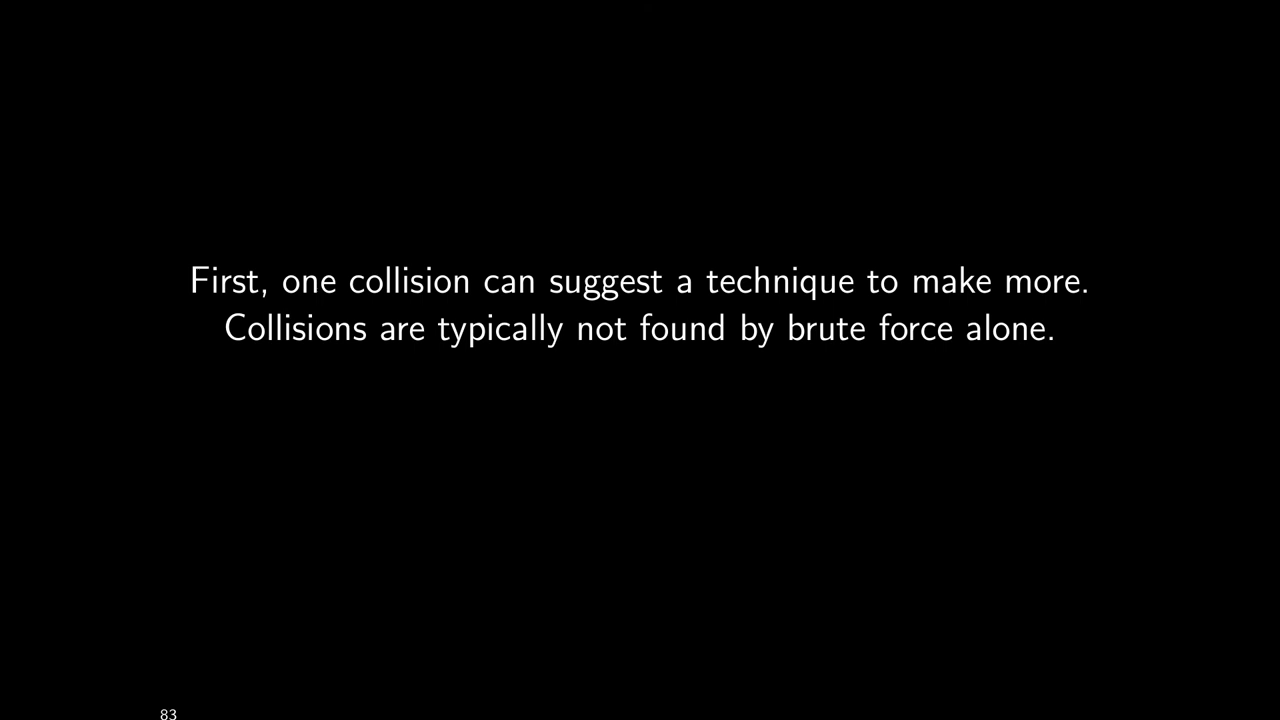 First, one collision can suggest a technique to make more.
Collisions are typically not found by brute force alone.
83